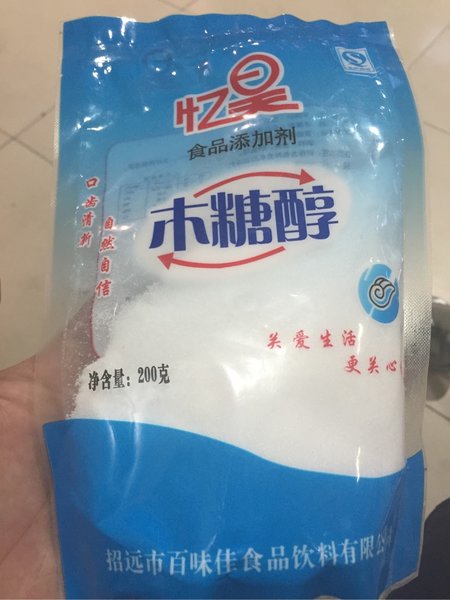 忆昊
食品添加剂
木糖醇
口齿清新
自然自信
关爱生活
更关心
净含量：200克
招远市百味佳食品饮料有限公